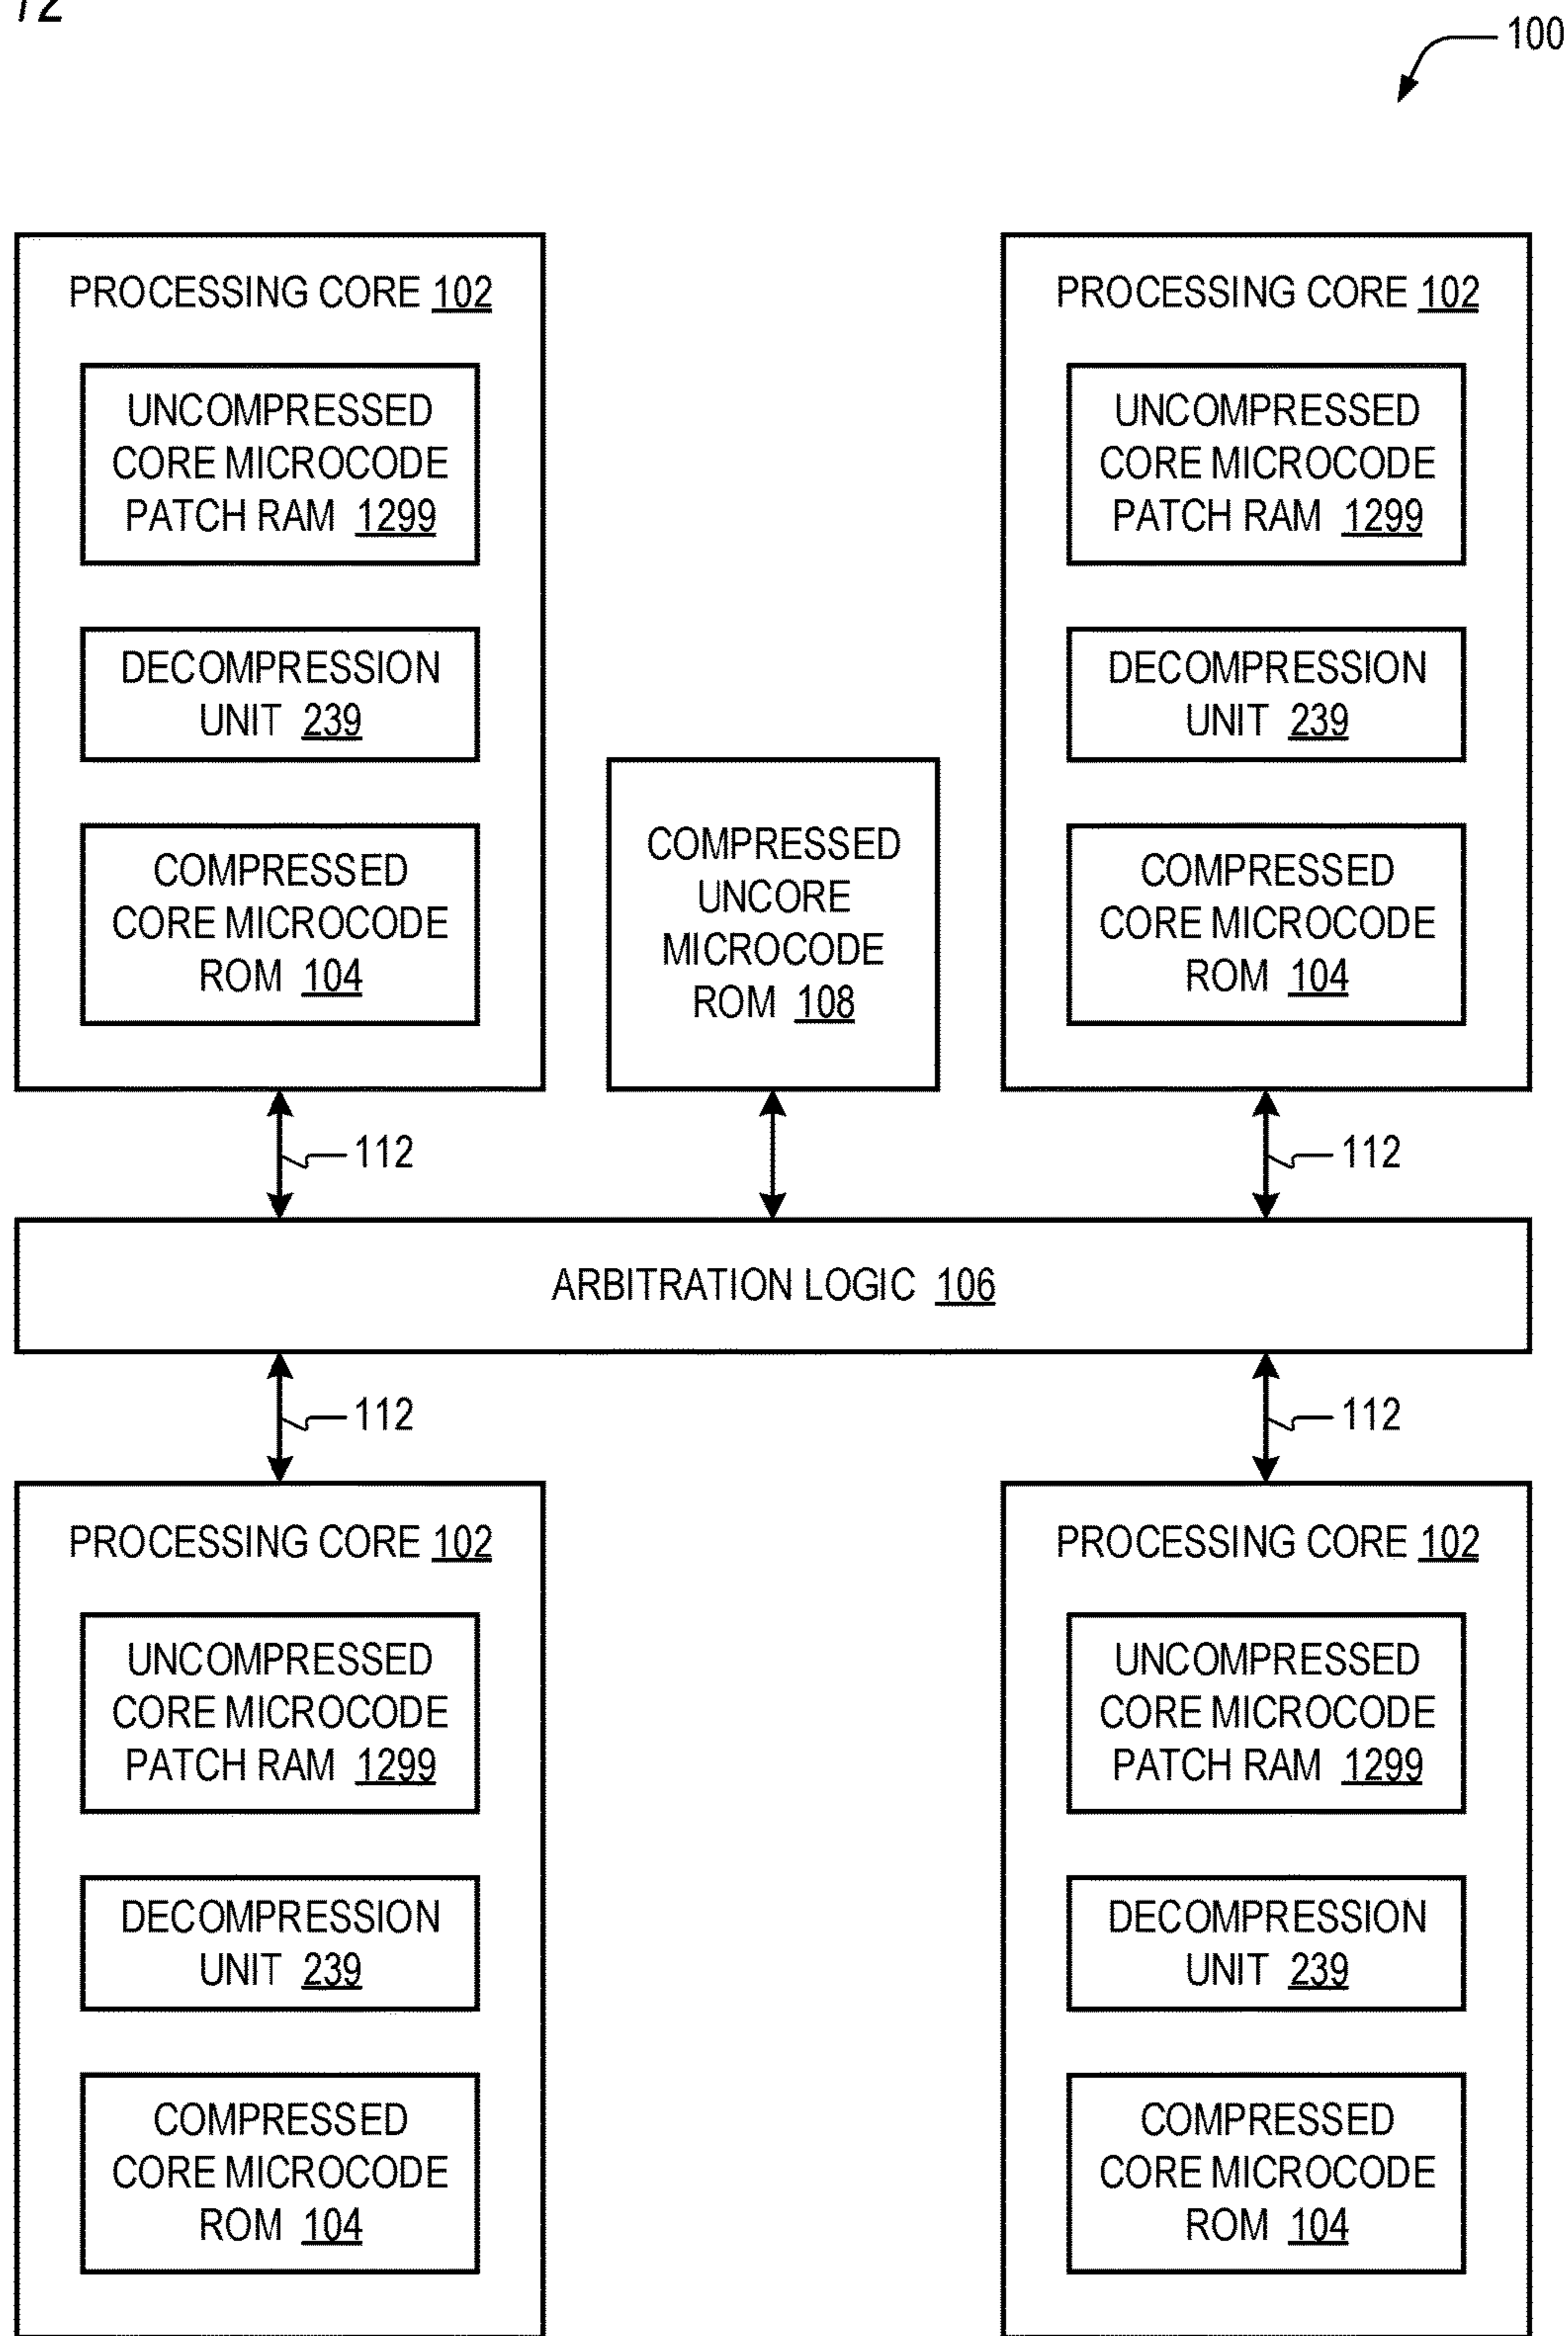 12
100
PROCESSING CORE 102
UNCOMPRESSED
CORE MICROCODE
PATCH RAM 1299
DECOMPRESSION
UNIT 239
COMPRESSED
CORE MICROCODE
ROM 104
COMPRESSED
UNCORE
MICROCODE
ROM 108
PROCESSING CORE 102
UNCOMPRESSED
CORE MICROCODE
PATCH RAM 1299
DECOMPRESSION
UNIT 239
COMPRESSED
CORE MICROCODE
ROM 104
112
112
ARBITRATION LOGIC 106
112
112
PROCESSING CORE 102
UNCOMPRESSED
CORE MICROCODE
PATCH RAM 1299
DECOMPRESSION
UNIT 239
COMPRESSED
CORE MICROCODE
ROM 104
PROCESSING CORE 102
UNCOMPRESSED
CORE MICROCODE
PATCH RAM 1299
DECOMPRESSION
UNIT 239
COMPRESSED
CORE MICROCODE
ROM 104